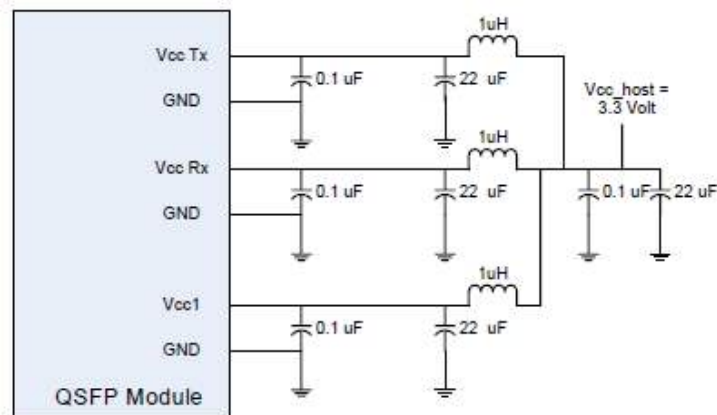 1uH
Vcc Tx
0.1 uF
22 uF
GND
Vcc_host =
3.3 Volt
1uH
Vcc Rx
0.1 uF
22 uF
0.1 uF
22 uF
GND
1uH
Vcc1
0.1 uF
22 uF
GND
QSFP Module